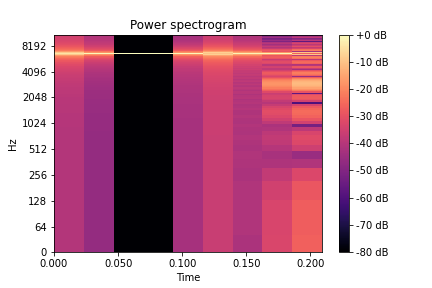 Power spectrogram
8192
4096
2048
1024
512
256
128
64
0
Hz
0.000 0.050 0.100 0.150 0.200
Time
+0 dB
-10 dB
-20 dB
-30 dB
-40 dB
-50 dB
-60 dB
-70 dB
-80 dB